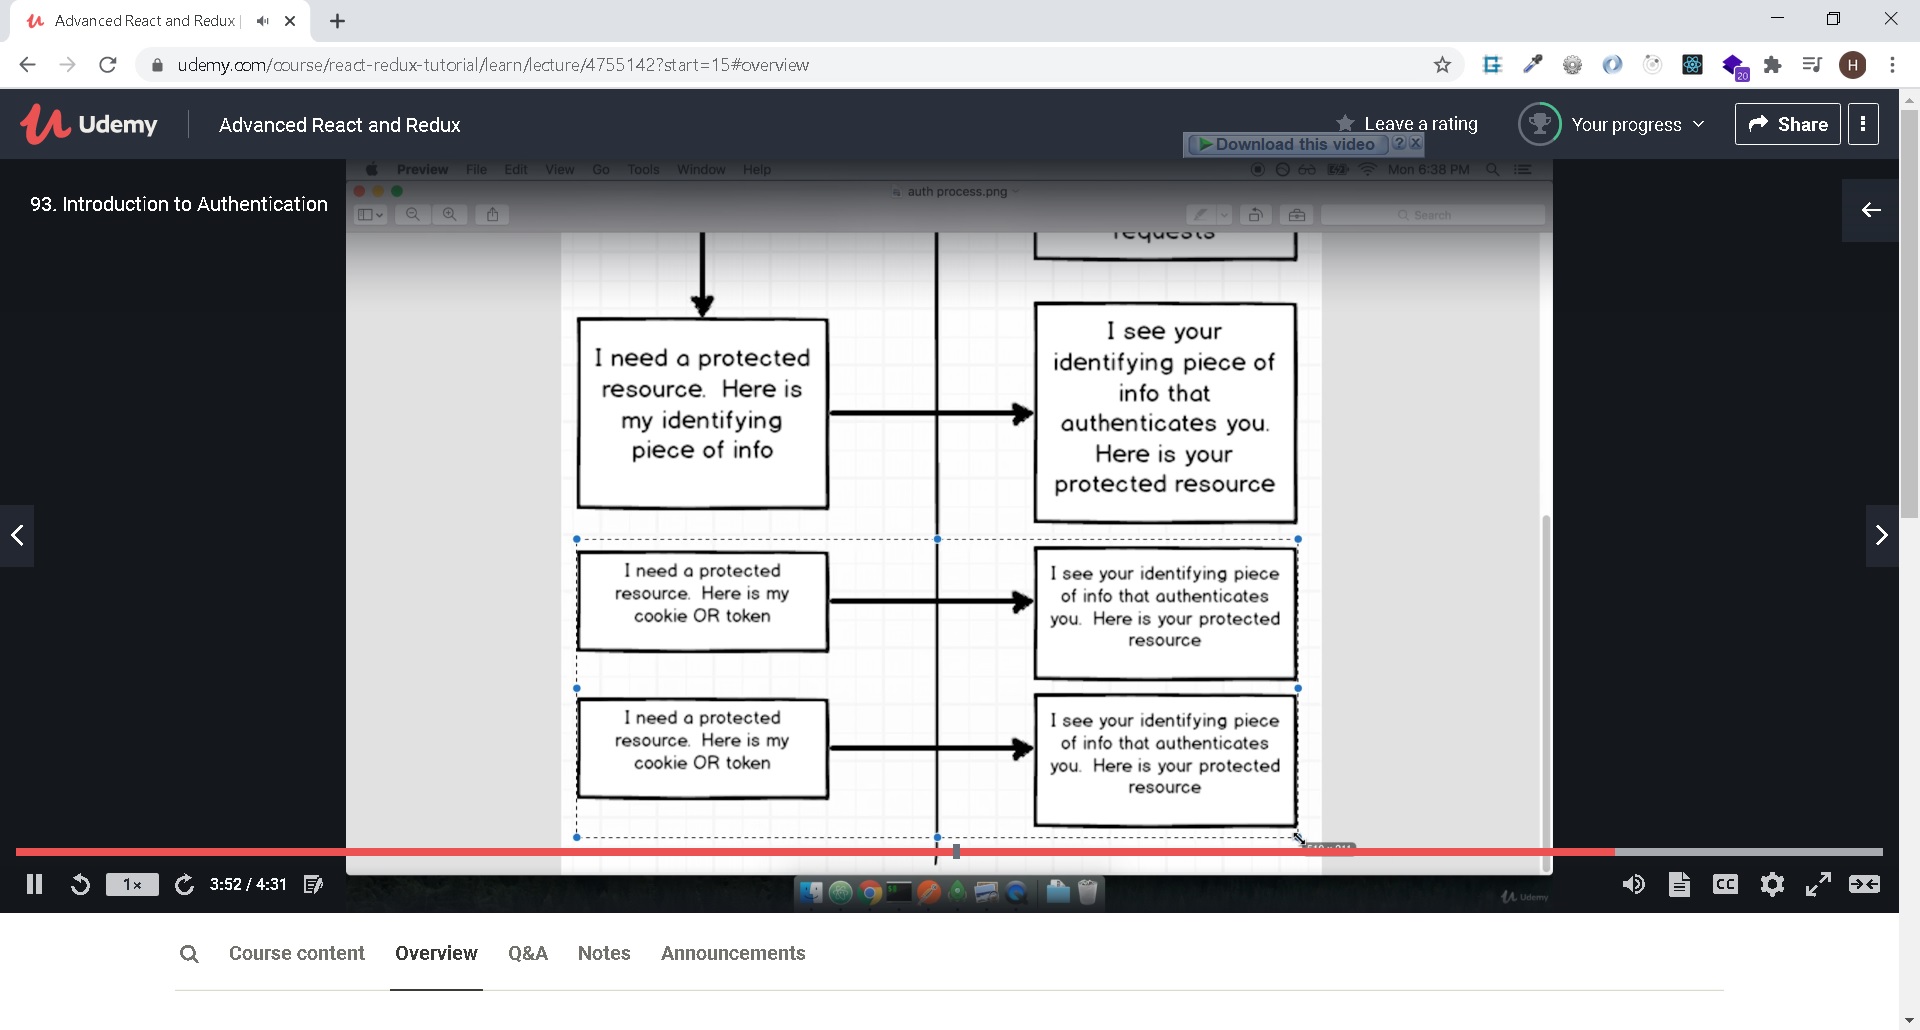 Advanced React and Redux
udemy.com/course/react-redux-tutorial/learn/lecture/4755142?start=15#overview
20
H
Udemy
Advanced React and Redux
Leave a rating
Your progress
Share
Download this video
?
X
Preview File Edit View Go Tools Window Help
Mon 6:38 PM
93. Introduction to Authentication
auth process.png
Search
requests
I need a protected
resource. Here is
my identifying
piece of info
I see your
identifying piece of
info that
authenticates you.
Here is your
protected resource
I need a protected
resource. Here is my
cookie OR token
I see your identifying piece
of info that authenticates
you. Here is your protected
resource
I need a protected
resource. Here is my
cookie OR token
I see your identifying piece
of info that authenticates
you. Here is your protected
resource
1x
3:52 / 4:31
Udemy
CC
Course content
Overview
Q&A
Notes
Announcements